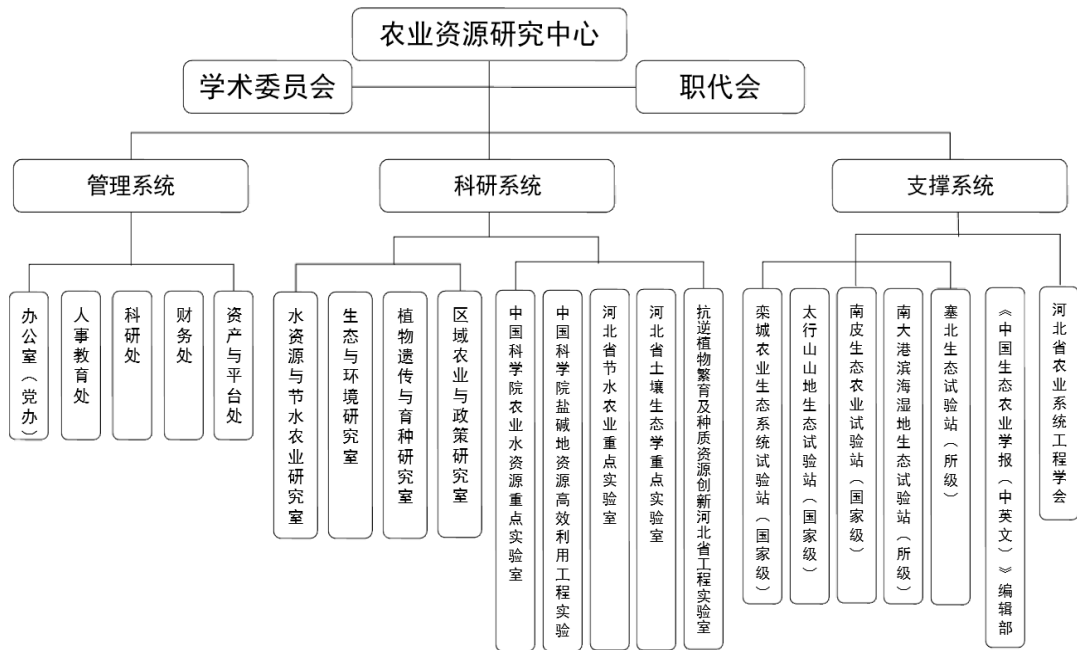 农业资源研究中心
学术委员会
职代会
管理系统
科研系统
支撑系统
办公室（党办）
人事教育处
科研处
财务处
资产与平台处
水资源与节水农业研究室
生态与环境研究室
植物遗传与育种研究室
区域农业与政策研究室
中国科学院农业水资源重点实验室
中国科学院盐碱地资源高效利用工程实验
河北省节水农业重点实验室
河北省土壤生态学重点实验室
抗逆植物繁育及种质资源创新河北省工程实验室
栾城农业生态系统试验站（国家级）
太行山山地生态试验站（国家级）
南皮生态农业试验站（国家级）
南大港滨海湿地生态试验站（所级）
塞北生态试验站（所级）
《中国生态农业学报（中英文）》编辑部
河北省农业系统工程学会